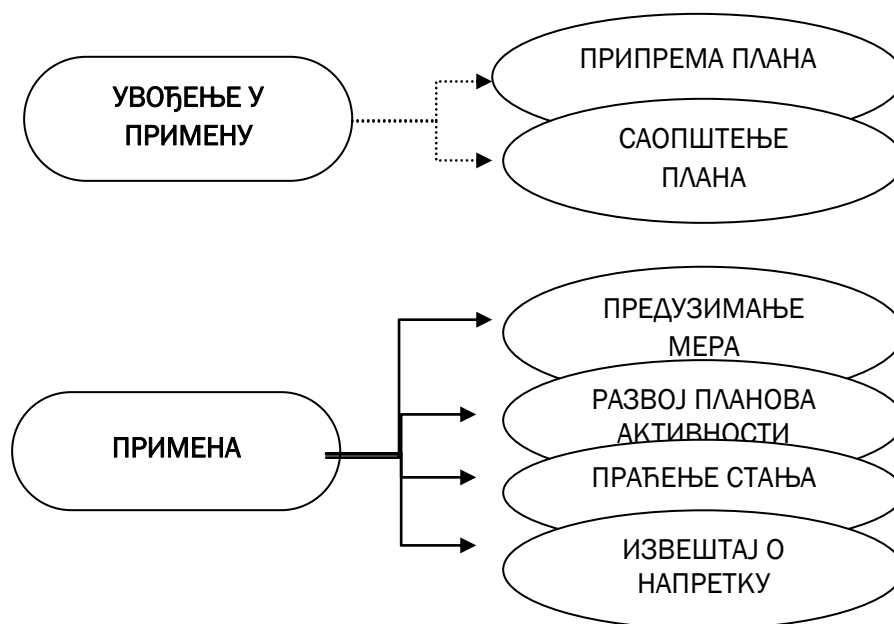 УВОЂЕЊЕ У
ПРИМЕНУ
ПРИПРЕМА ПЛАНА
САОПШТЕЊЕ
ПЛАНА
ПРИМЕНА
ПРЕДУЗИМАЊЕ
МЕРА
РАЗВОЈ ПЛАНОВА
АКТИВНОСТИ
ПРАЋЕЊЕ СТАЊА
ИЗВЕШТАЈ О
НАПРЕТКУ